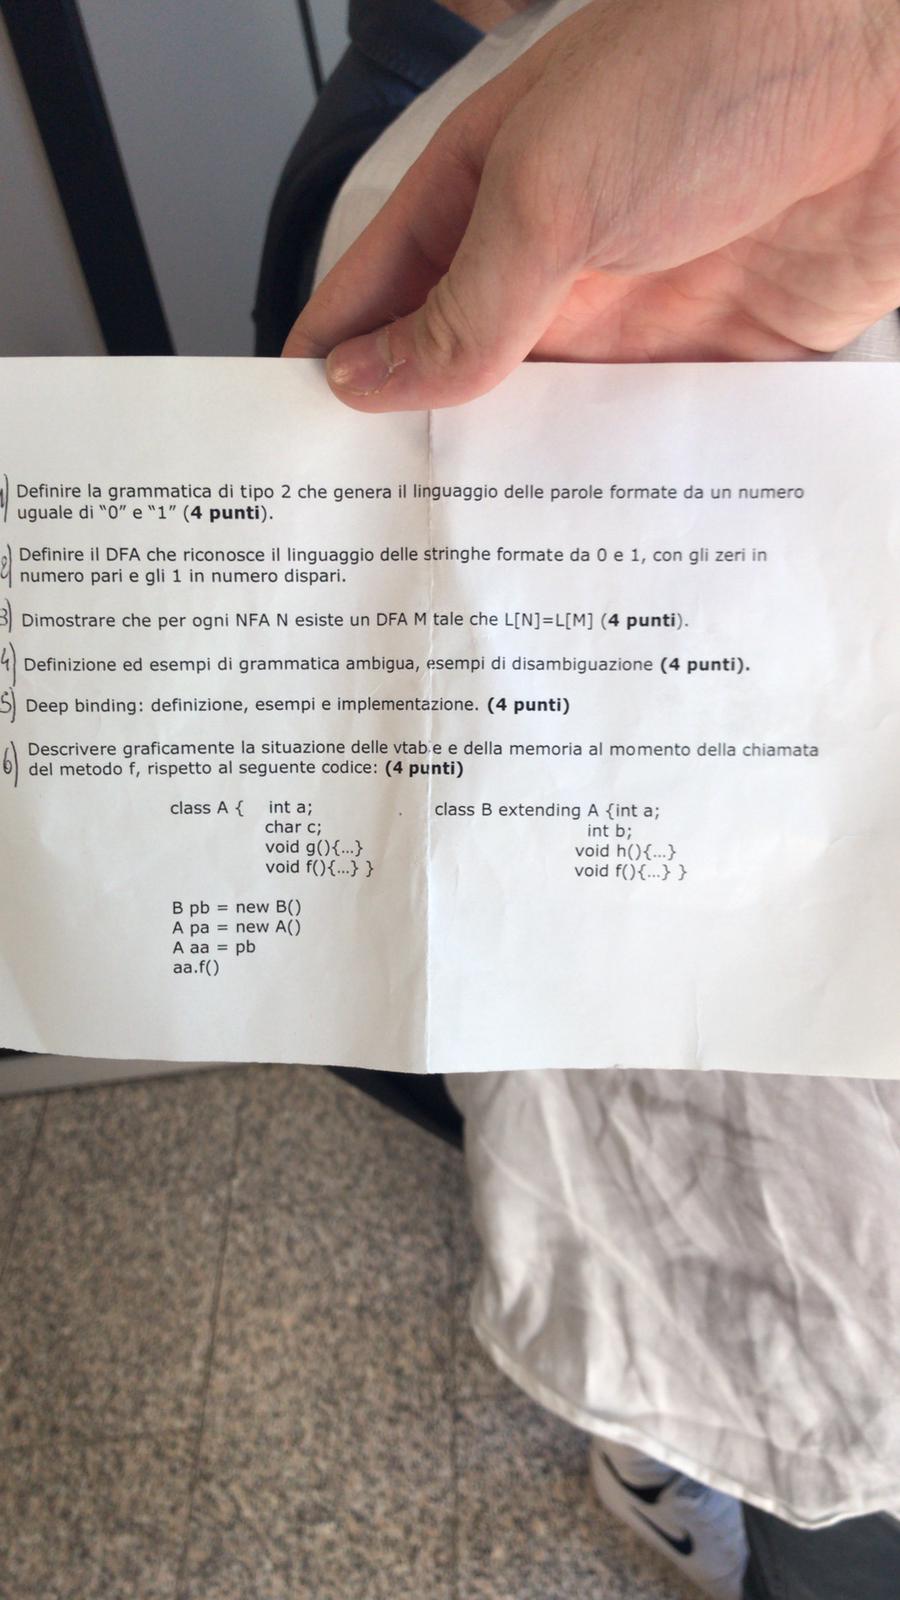 1) Definire la grammatica di tipo 2 che genera il linguaggio delle parole formate da un numero
uguale di “0” e “1” (4 punti).
2) Definire il DFA che riconosce il linguaggio delle stringhe formate da 0 e 1, con gli zeri in
numero pari e gli 1 in numero dispari.
3) Dimostrare che per ogni NFA N esiste un DFA M tale che L[N]=L[M] (4 punti).
4) Definizione ed esempi di grammatica ambigua, esempi di disambiguazione (4 punti).
5) Deep binding: definizione, esempi e implementazione. (4 punti)
6) Descrivere graficamente la situazione delle vtable e della memoria al momento della chiamata
del metodo f, rispetto al seguente codice: (4 punti)
class A { int a;
char c;
void g(){...}
void f(){...} }
class B extending A {int a;
int b;
void h(){...}
void f(){...} }
B pb = new B()
A pa = new A()
A aa = pb
aa.f()